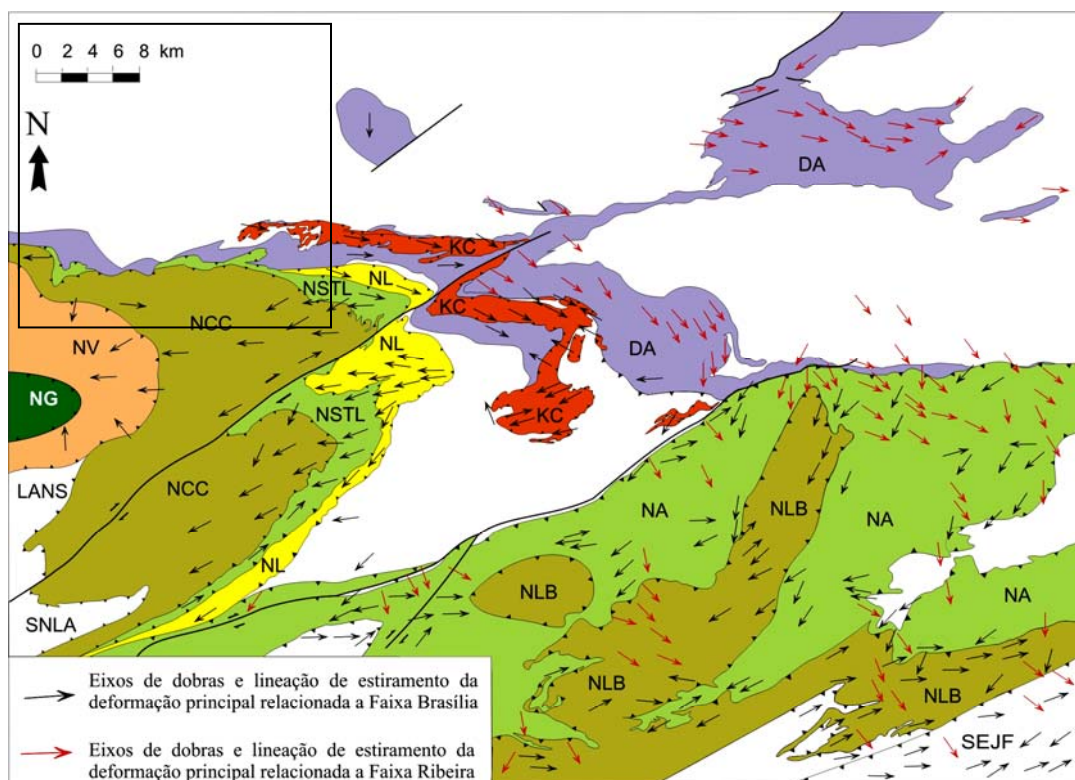 0 2 4 6 8 km
N
DA
KC
NL
NSTL
KC
NCC
NL
NV
DA
NG
NSTL
KC
LANS
NCC
NA
NLB
NA
NL
NLB
NA
SNLA
NLB
NLB
SEJF
Eixos de dobras e lineação de estiramento da
deformação principal relacionada a Faixa Brasília
Eixos de dobras e lineação de estiramento da
deformação principal relacionada a Faixa Ribeira